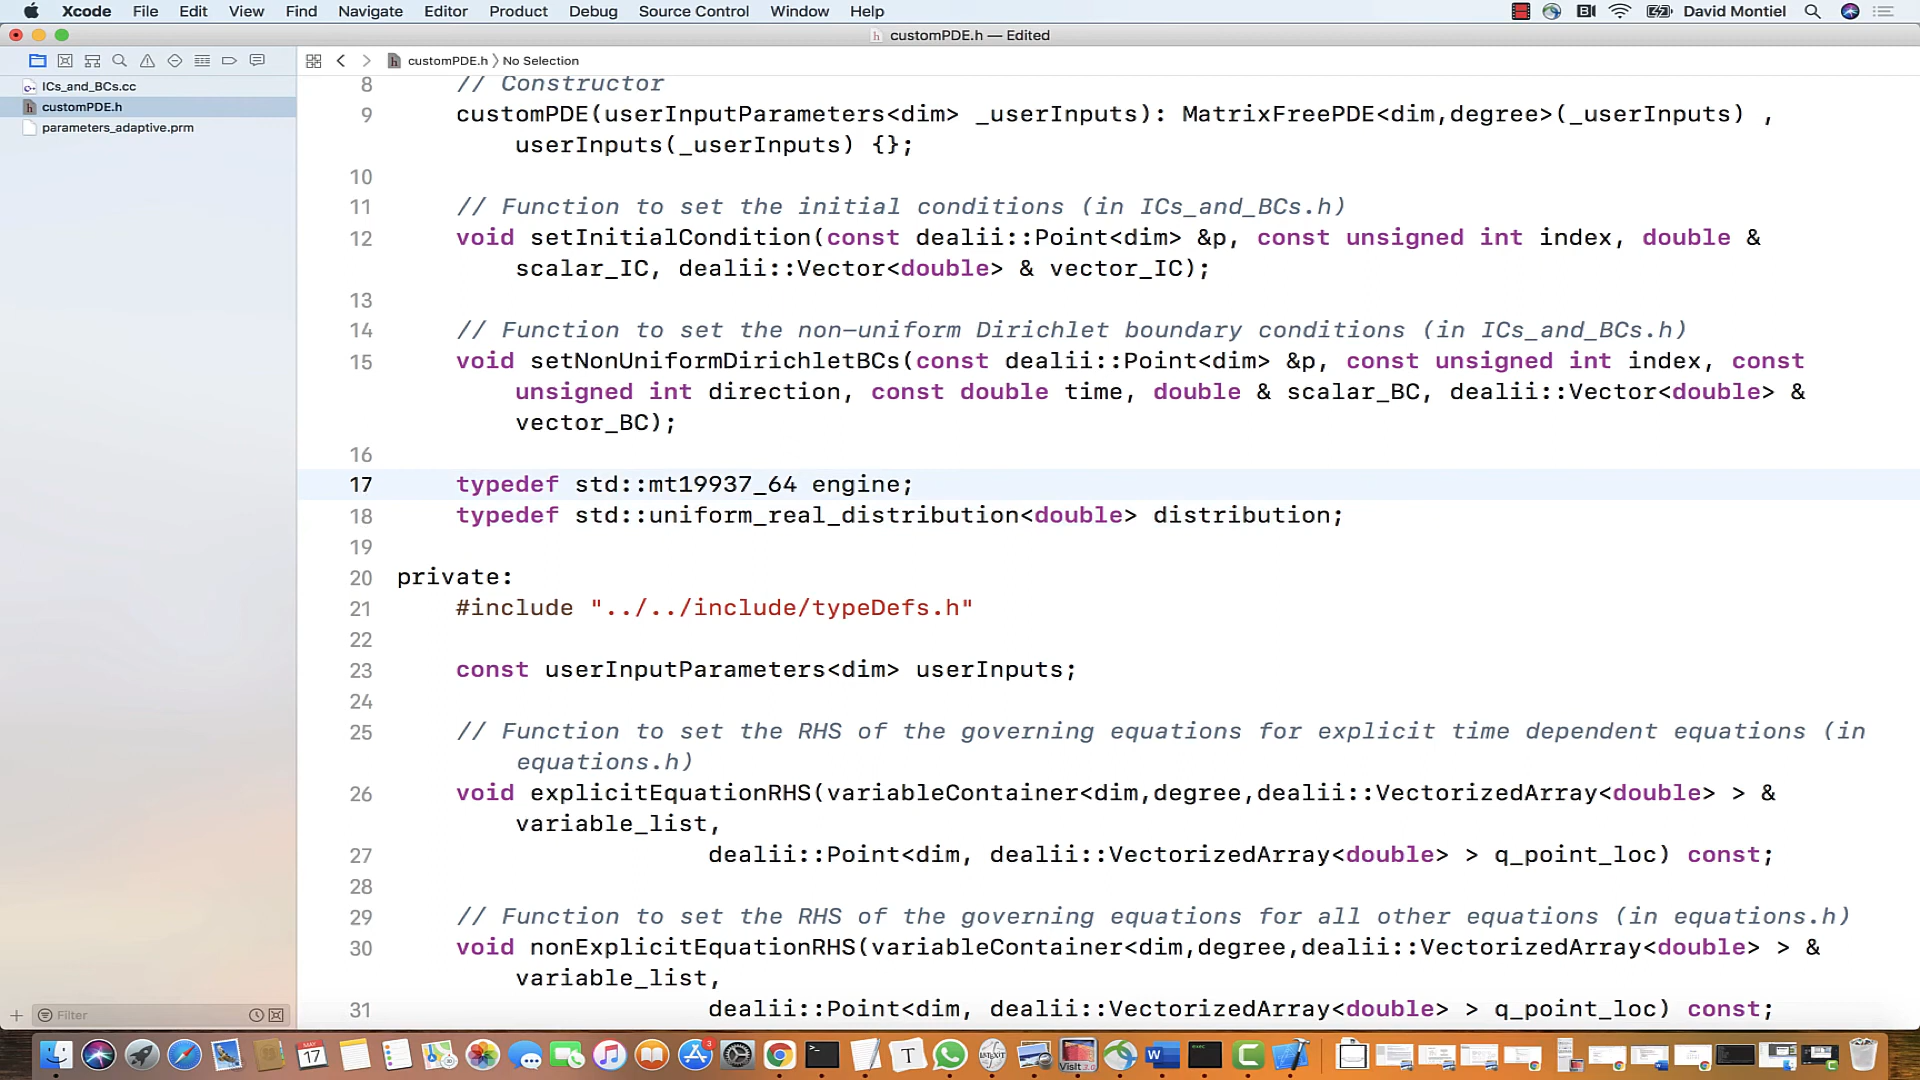 Xcode File Edit View Find Navigate Editor Product Debug Source Control Window Help David Montiel
customPDE.h — Edited
customPDE.h 〉 No Selection
ICs_and_BCs.cc
customPDE.h
parameters_adaptive.prm
8 // Constructor
9 customPDE(userInputParameters<dim> _userInputs): MatrixFreePDE<dim,degree>(_userInputs) ,
userInputs(_userInputs) {};
10
11 // Function to set the initial conditions (in ICs_and_BCs.h)
12 void setInitialCondition(const dealii::Point<dim> &p, const unsigned int index, double &
scalar_IC, dealii::Vector<double> & vector_IC);
13
14 // Function to set the non-uniform Dirichlet boundary conditions (in ICs_and_BCs.h)
15 void setNonUniformDirichletBCs(const dealii::Point<dim> &p, const unsigned int index, const
unsigned int direction, const double time, double & scalar_BC, dealii::Vector<double> &
vector_BC);
16
17 typedef std::mt19937_64 engine;
18 typedef std::uniform_real_distribution<double> distribution;
19
20 private:
21 #include "../../include/typeDefs.h"
22
23 const userInputParameters<dim> userInputs;
24
25 // Function to set the RHS of the governing equations for explicit time dependent equations (in
equations.h)
26 void explicitEquationRHS(variableContainer<dim,degree,dealii::VectorizedArray<double> > &
variable_list,
27 dealii::Point<dim, dealii::VectorizedArray<double> > q_point_loc) const;
28
29 // Function to set the RHS of the governing equations for all other equations (in equations.h)
30 void nonExplicitEquationRHS(variableContainer<dim,degree,dealii::VectorizedArray<double> > &
variable_list,
31 dealii::Point<dim, dealii::VectorizedArray<double> > q_point_loc) const;
Filter
MAY
17
3
T
VisIt 3.0
W